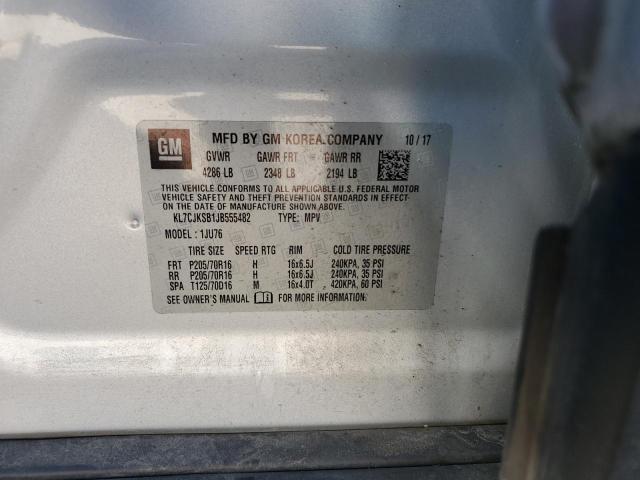 GM MFD BY GM KOREA COMPANY 10/17
GVWR GAWR FRT GAWR RR
4286 LB 2348 LB 2194 LB
THIS VEHICLE CONFORMS TO ALL APPLICABLE U.S. FEDERAL MOTOR
VEHICLE SAFETY AND THEFT PREVENTION STANDARDS IN EFFECT
ON THE DATE OF MANUFACTURE SHOWN ABOVE.
KL7CJKSB1JB555482 TYPE: MPV
MODEL: 1JU76
TIRE SIZE SPEED RTG RIM COLD TIRE PRESSURE
FRT P205/70R16 H 16x6.5J 240KPA, 35 PSI
RR P205/70R16 H 16x6.5J 240KPA, 35 PSI
SPA T125/70D16 M 16x4.0T 420KPA, 60 PSI
SEE OWNER'S MANUAL FOR MORE INFORMATION.